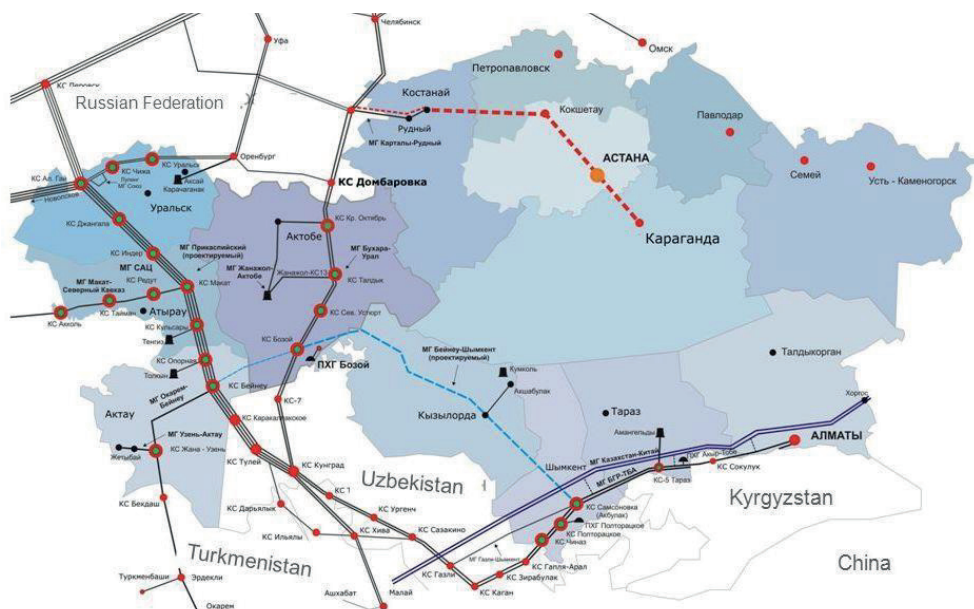 Челябинск
Уфа
Омск
Петропавловск
КС Петровск
Костанай
Кокшетау
Russian Federation
Рудный
Павлодар
МГ Карталы-Рудный
КС Уральск
Оренбург
АСТАНА
КС Чижа
Семей
КС Ал. Гай
Аксай
КС Домбаровка
Усть - Каменогорск
МГ Союз
Карачаганак
Новопсков
Уральск
КС Джангала
КС Кр. Октябрь
Актобе
Караганда
МГ Прикаспийский
(проектируемый)
МГ Бухара-
Урал
КС Индер
МГ Жанажол-
Актобе
Жанажол-КС13
МГ САЦ
КС Талдык
МГ Макат-
Северный Кавказ
КС Редут
КС Макат
КС Тайман
Атырау
КС Акколь
КС Сев. Устюрт
КС Кульсары
Тенгиз
КС Бозой
МГ Бейнеу-Шымкент
(проектируемый)
Талдыкорган
КС Опорная
ПХГ Бозой
Толкын
Кумколь
КС Бейнеу
Акшабулак
МГ Окарем-
Бейнеу
КС-7
Хоргос
Актау
Кызылорда
Тараз
КС Каракалпакское
Амангельды
МГ Узень-Актау
АЛМАТЫ
Жетыбай
КС Жана - Узень
МГ Казахстан-Китай
ПХГ Акыр-Тобе
КС Тулей
КС Кунград
Шымкент
МГ БГР-ТБА
КС Сокулук
КС-5 Тараз
Uzbekistan
КС Бекдаш
КС 1
Kyrgyzstan
КС Дарьялык
КС Ургенч
КС Самсоновка
(Акбулак)
КС Хива
КС Сазакино
ПХГ Полторацкое
КС Полторацкое
КС Ильялы
КС Чиназ
Turkmenistan
МГ Газли-Шымкент
China
КС Газли
КС Галля-Арал
Туркменбаши
Эрдекли
КС Зирабулак
Ашхабат
Малай
КС Каган
Окарем